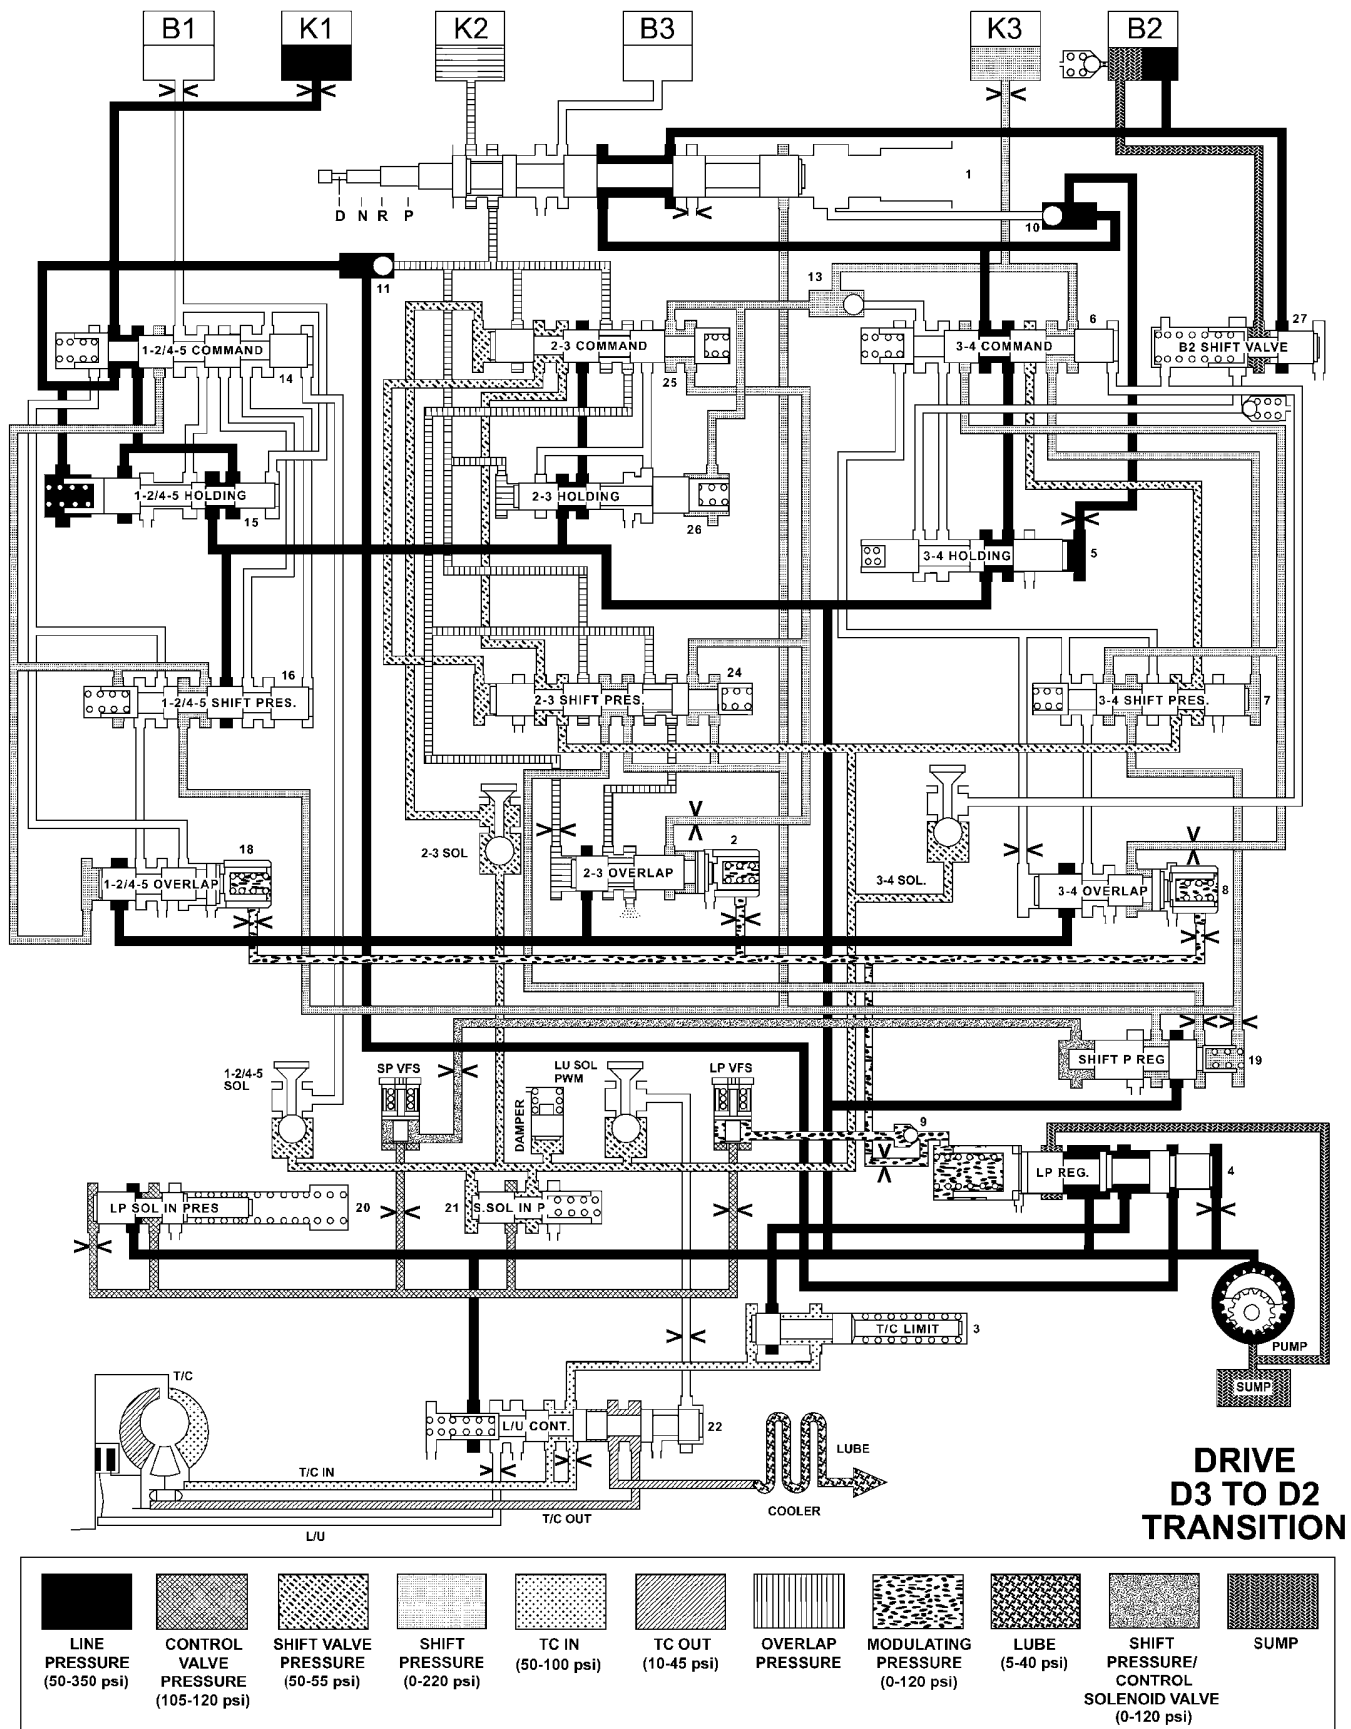 B1 K1 K2 B3 K3 B2
1
D N R P
10
11
13
6
27
1-2/4-5 COMMAND
2-3 COMMAND
3-4 COMMAND
B2 SHIFT VALVE
14
25
1-2/4-5 HOLDING
2-3 HOLDING
15
26
3-4 HOLDING
5
16
24
1-2/4-5 SHIFT PRES.
2-3 SHIFT PRES.
3-4 SHIFT PRES.
7
2-3 SOL
2
18
3-4 SOL.
1-2/4-5 OVERLAP
2-3 OVERLAP
3-4 OVERLAP
8
SHIFT P REG
19
1-2/4-5
SOL
SP VFS
LU SOL
PWM
LP VFS
DAMPER
9
LP REG.
4
LP SOL IN PRES
20
21
S.SOL IN P
T/C LIMIT
3
PUMP
SUMP
T/C
L/U CONT.
22
LUBE
T/C IN
COOLER
T/C OUT
L/U
DRIVE
D3 TO D2
TRANSITION
LINE
PRESSURE
(50-350 psi)
CONTROL
VALVE
PRESSURE
(105-120 psi)
SHIFT VALVE
PRESSURE
(50-55 psi)
SHIFT
PRESSURE
(0-220 psi)
TC IN
(50-100 psi)
TC OUT
(10-45 psi)
OVERLAP
PRESSURE
MODULATING
PRESSURE
(0-120 psi)
LUBE
(5-40 psi)
SHIFT
PRESSURE/
CONTROL
SOLENOID VALVE
(0-120 psi)
SUMP